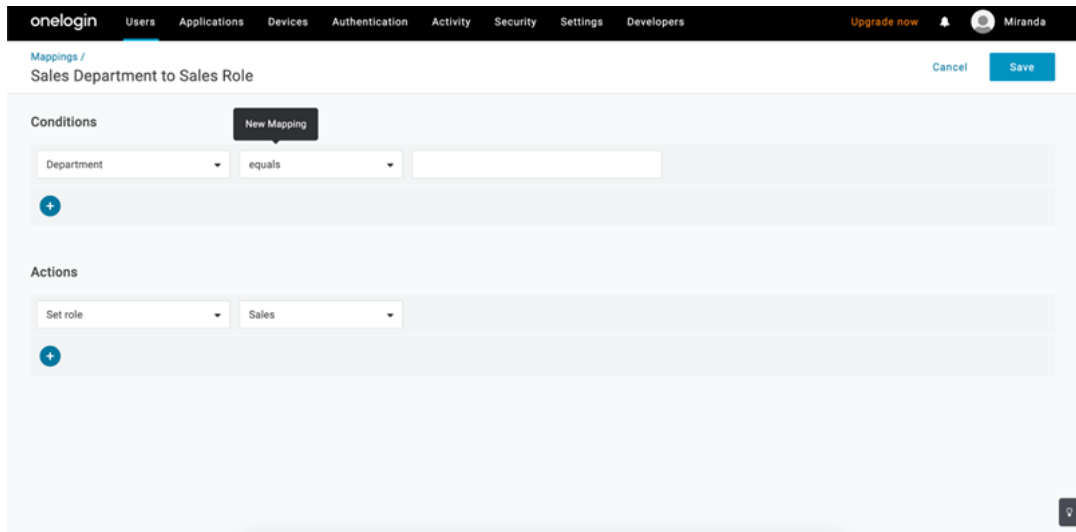 onelogin Users Applications Devices Authentication Activity Security Settings Developers Upgrade now Miranda
Mappings /
Sales Department to Sales Role
Cancel Save
Conditions
New Mapping
Department equals
Actions
Set role Sales